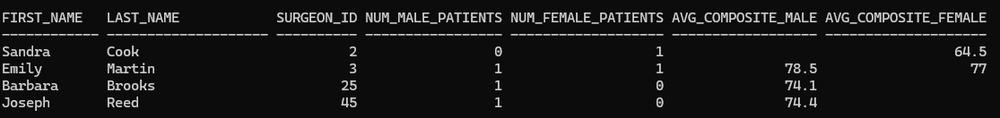 FIRST_NAME   LAST_NAME            SURGEON_ID NUM_MALE_PATIENTS NUM_FEMALE_PATIENTS AVG_COMPOSITE_MALE AVG_COMPOSITE_FEMALE
------------ -------------------- ---------- ----------------- ------------------- ------------------ --------------------
Sandra       Cook                          2                 0                   1                                    64.5
Emily        Martin                        3                 1                   1               78.5                   77
Barbara      Brooks                       25                 1                   0               74.1
Joseph       Reed                         45                 1                   0               74.4